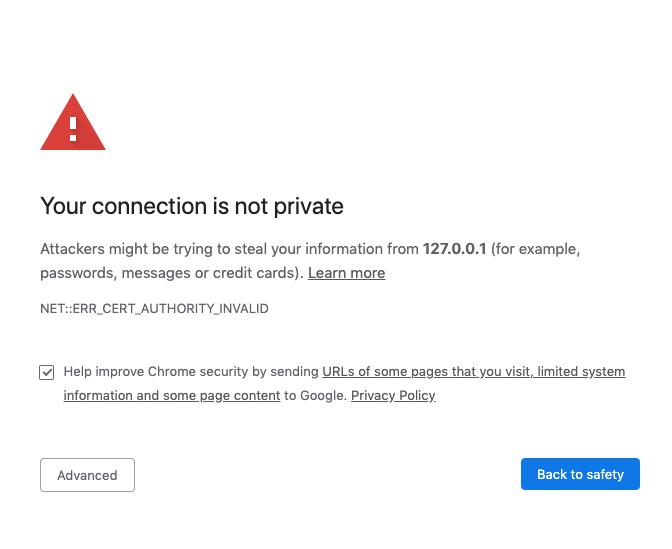 Your connection is not private
Attackers might be trying to steal your information from 127.0.0.1 (for example,
passwords, messages or credit cards). Learn more
NET::ERR_CERT_AUTHORITY_INVALID
Help improve Chrome security by sending URLs of some pages that you visit, limited system
information and some page content to Google. Privacy Policy
Advanced
Back to safety